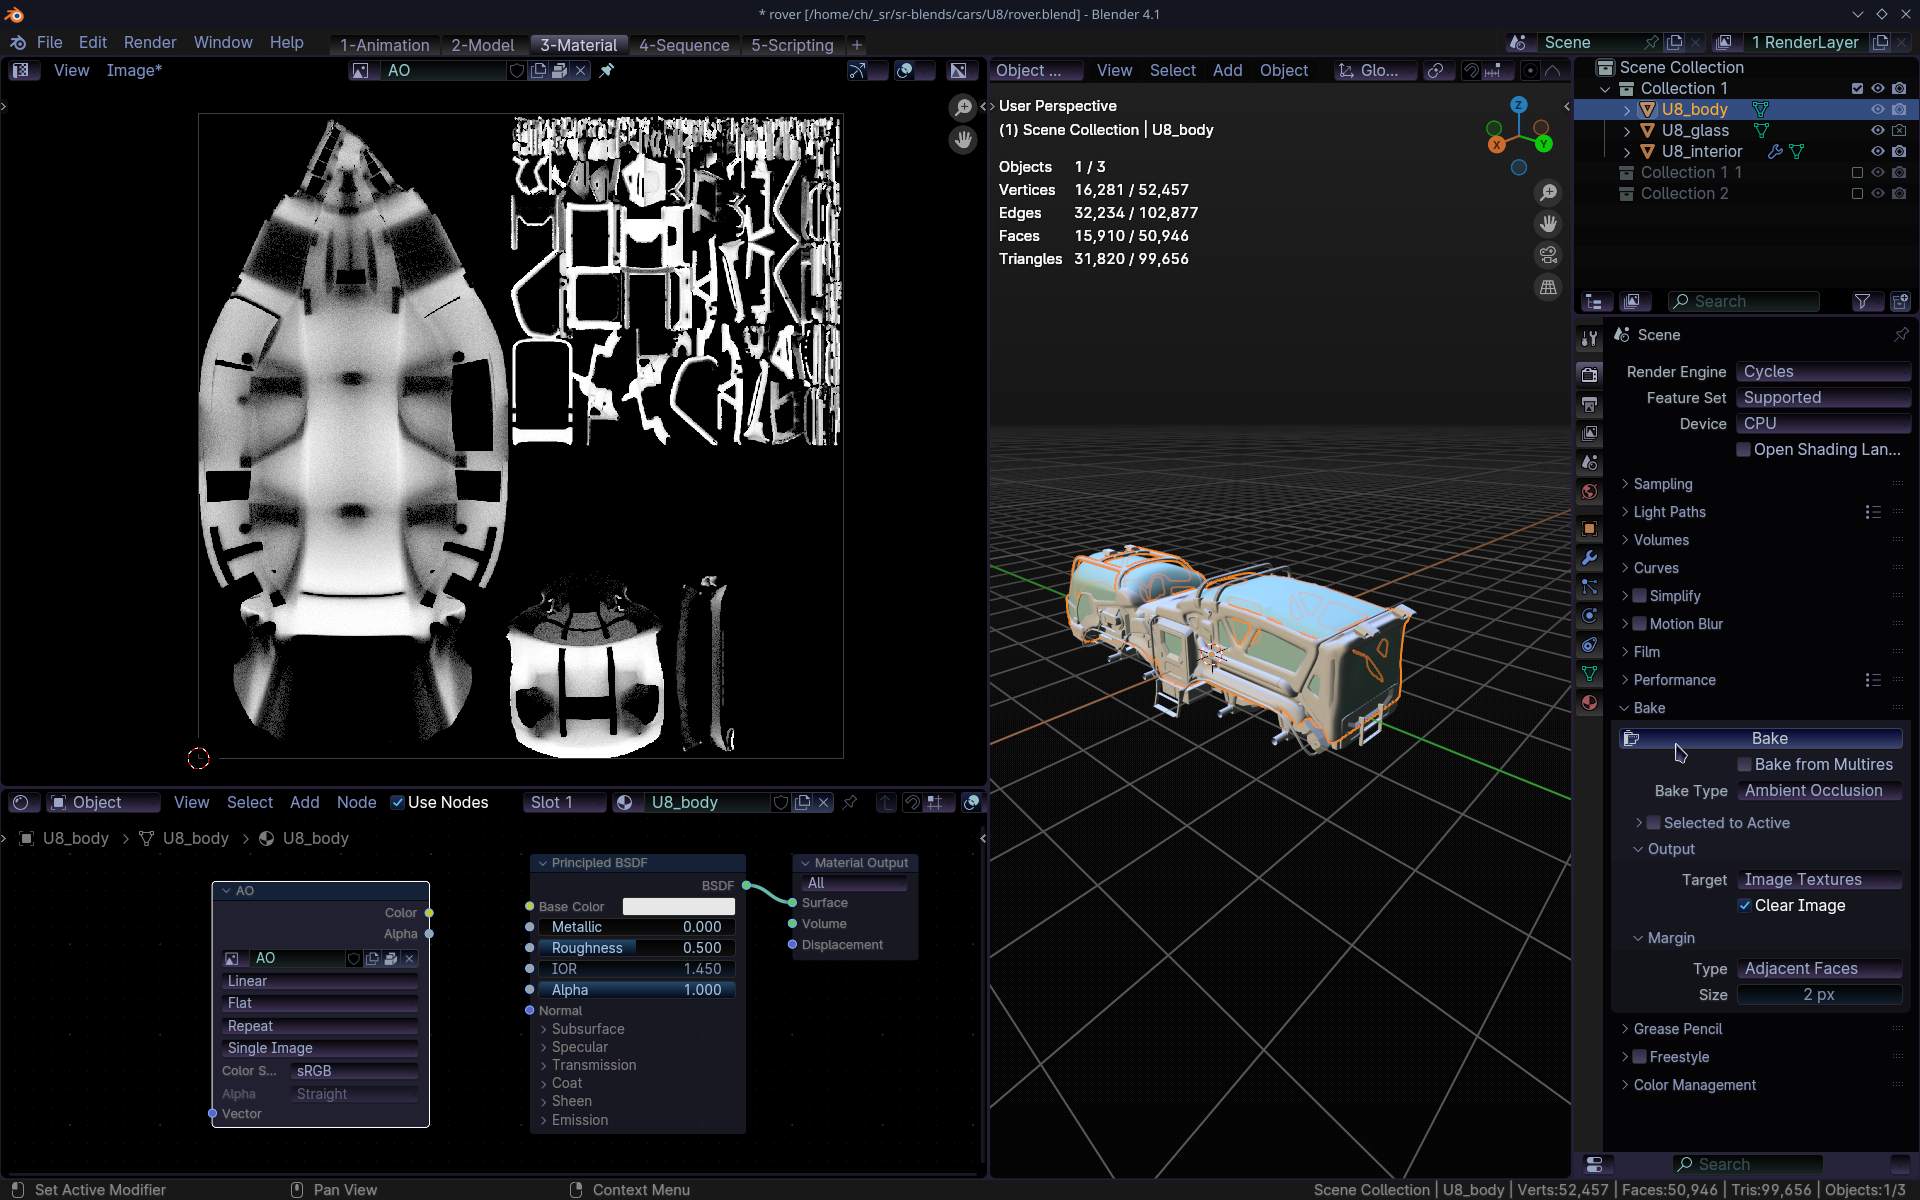 * rover [/home/ch/_sr/sr-blends/cars/U8/rover.blend] - Blender 4.1
File Edit Render Window Help 1-Animation 2-Model 3-Material 4-Sequence 5-Scripting + Scene 1 RenderLayer
View Image* AO
Object ... View Select Add Object Glo...
User Perspective
(1) Scene Collection | U8_body
Objects 1 / 3
Vertices 16,281 / 52,457
Edges 32,234 / 102,877
Faces 15,910 / 50,946
Triangles 31,820 / 99,656
Z
X
Y
Scene Collection
Collection 1
U8_body
U8_glass
U8_interior
Collection 1 1
Collection 2
Search
Scene
Render Engine Cycles
Feature Set Supported
Device CPU
Open Shading Lan...
Sampling
Light Paths
Volumes
Curves
Simplify
Motion Blur
Film
Performance
Bake
Bake
Bake from Multires
Bake Type Ambient Occlusion
Selected to Active
Output
Target Image Textures
Clear Image
Margin
Type Adjacent Faces
Size 2 px
Grease Pencil
Freestyle
Color Management
Search
Object View Select Add Node Use Nodes Slot 1 U8_body
U8_body > U8_body > U8_body
AO
Color
Alpha
AO
Linear
Flat
Repeat
Single Image
Color S... sRGB
Alpha Straight
Vector
Principled BSDF
BSDF
Base Color
Metallic 0.000
Roughness 0.500
IOR 1.450
Alpha 1.000
Normal
Subsurface
Specular
Transmission
Coat
Sheen
Emission
Material Output
All
Surface
Volume
Displacement
Set Active Modifier Pan View Context Menu Scene Collection | U8_body | Verts:52,457 | Faces:50,946 | Tris:99,656 | Objects:1/3